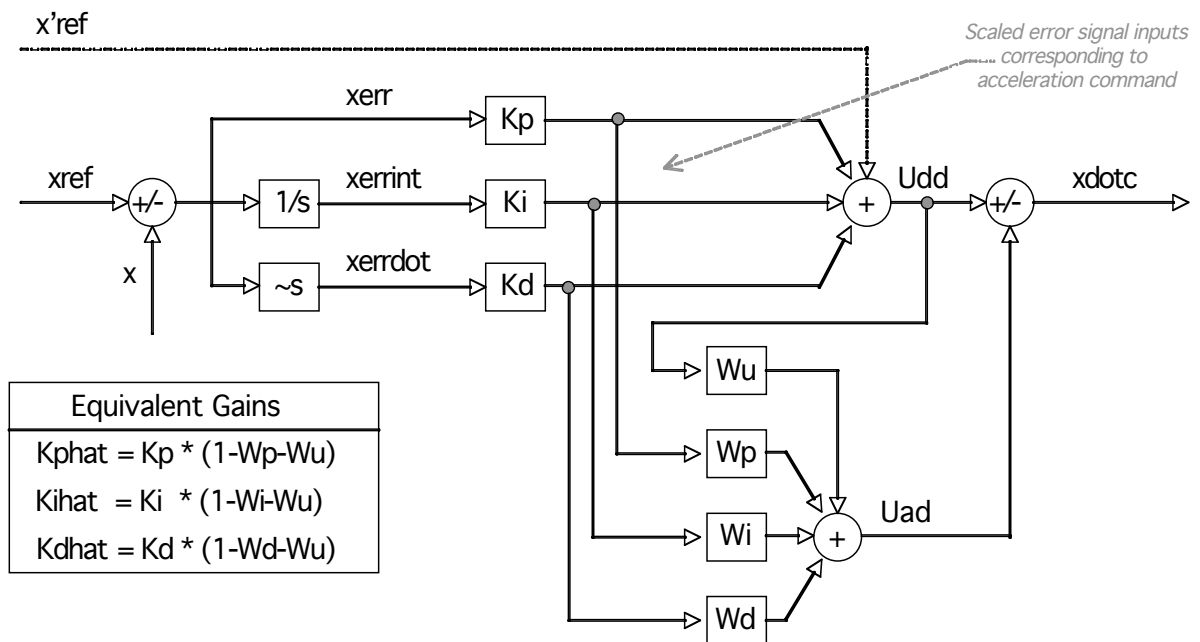 x'ref
Scaled error signal inputs
corresponding to
acceleration command
xerr
Kp
xref
+/-
1/s
xerrint
Ki
+
Udd
+/-
xdotc
x
~s
xerrdot
Kd
Wu
Equivalent Gains
Kphat = Kp * (1-Wp-Wu)
Kihat = Ki * (1-Wi-Wu)
Kdhat = Kd * (1-Wd-Wu)
Wp
Wi
+
Uad
Wd